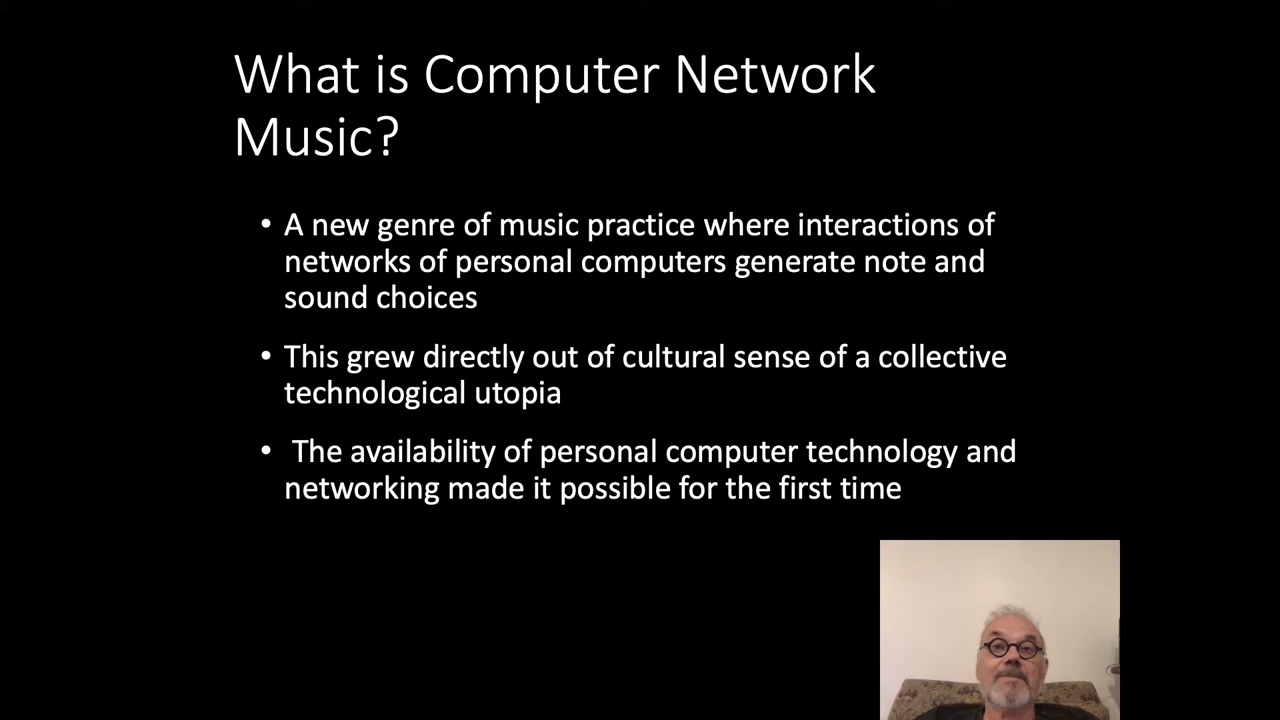 What is Computer Network
Music?
• A new genre of music practice where interactions of
networks of personal computers generate note and
sound choices
• This grew directly out of cultural sense of a collective
technological utopia
• The availability of personal computer technology and
networking made it possible for the first time